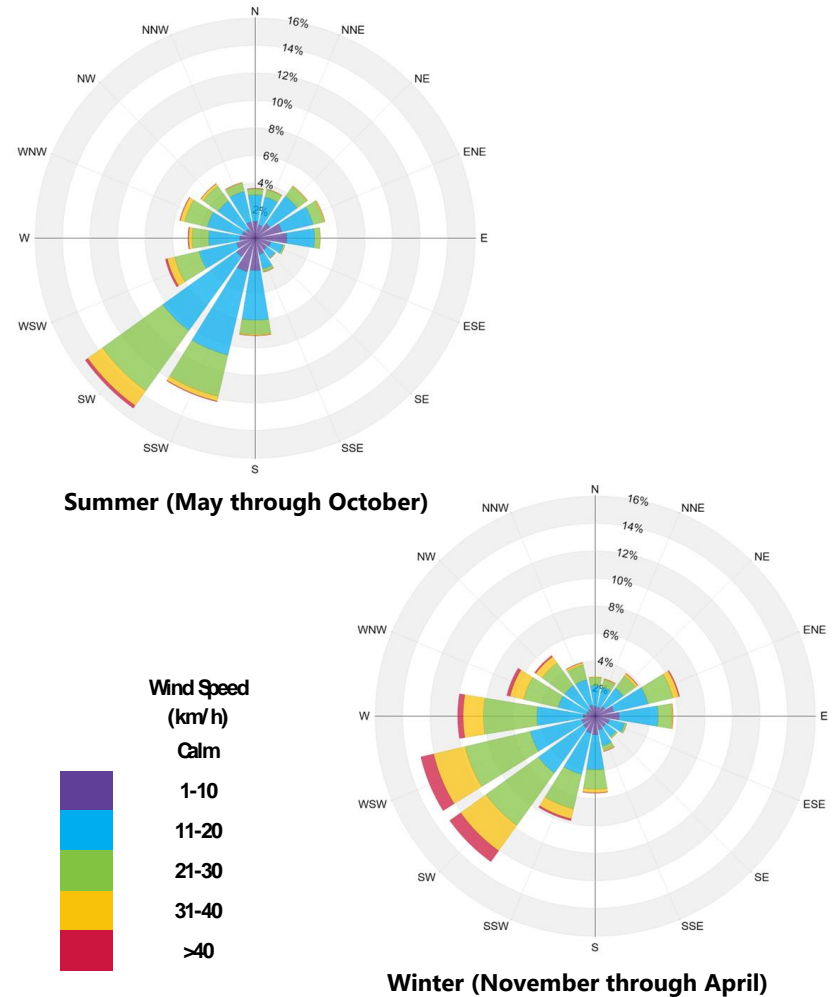 N
NNW
16%
NNE
14%
NW
12%
NE
10%
8%
WNW
6%
ENE
4%
2%
W
E
WSW
ESE
SW
SE
SSW
SSE
S
Summer (May through October)
N
NNW
16%
NNE
14%
NW
12%
NE
10%
8%
WNW
6%
ENE
4%
2%
W
E
WSW
ESE
SW
SE
SSW
SSE
S
Wind Speed
(km/h)
Calm
1-10
11-20
21-30
31-40
>40
Winter (November through April)